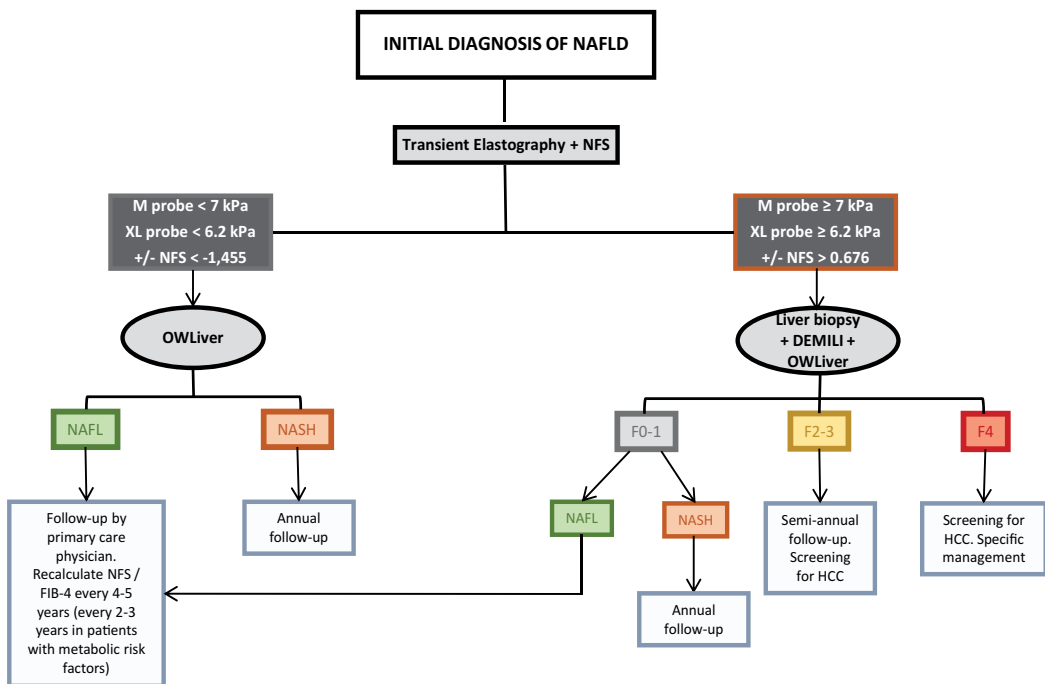 INITIAL DIAGNOSIS OF NAFLD
Transient Elastography + NFS
M probe < 7 kPa
XL probe < 6.2 kPa
+/- NFS < -1,455
M probe ≥ 7 kPa
XL probe ≥ 6.2 kPa
+/- NFS > 0.676
OWLiver
Liver biopsy
+ DEMILI +
OWLiver
NAFL
NASH
F0-1
F2-3
F4
Follow-up by
primary care
physician.
Recalculate NFS /
FIB-4 every 4-5
years (every 2-3
years in patients
with metabolic risk
factors)
Annual
follow-up
NAFL
NASH
Semi-annual
follow-up.
Screening
for HCC
Screening for
HCC. Specific
management
Annual
follow-up